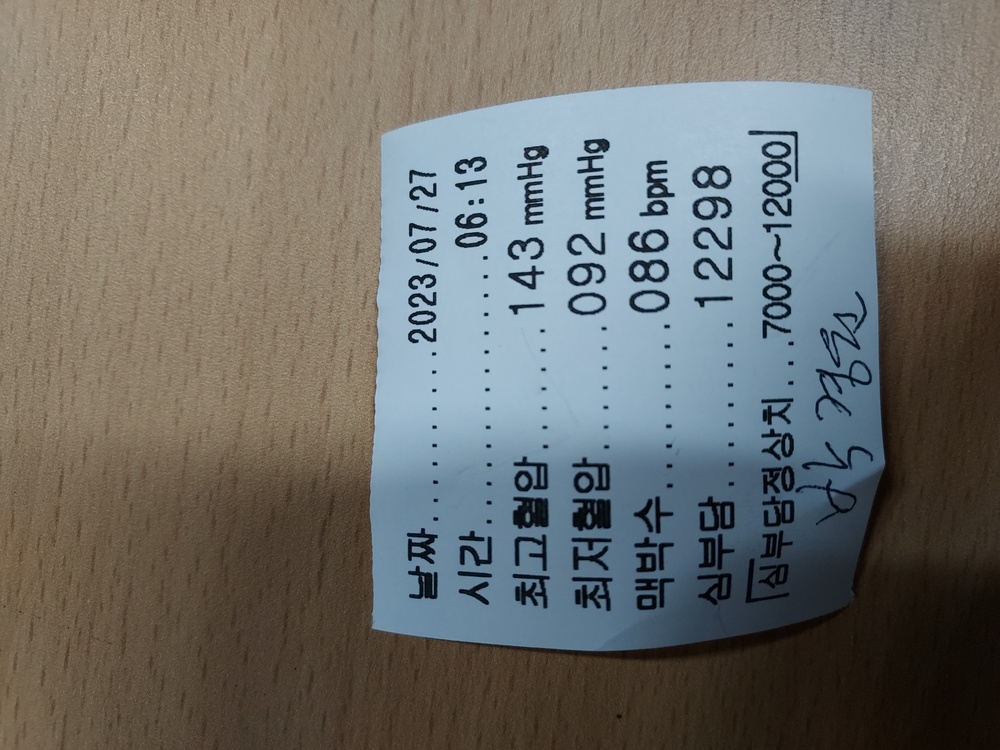 날짜...............2023/07/27
시간...................06:13
최고혈압..........143 mmHg
최저혈압..........092 mmHg
맥박수.............086 bpm
심부담..............12298
「심부담정상치...7000~12000」